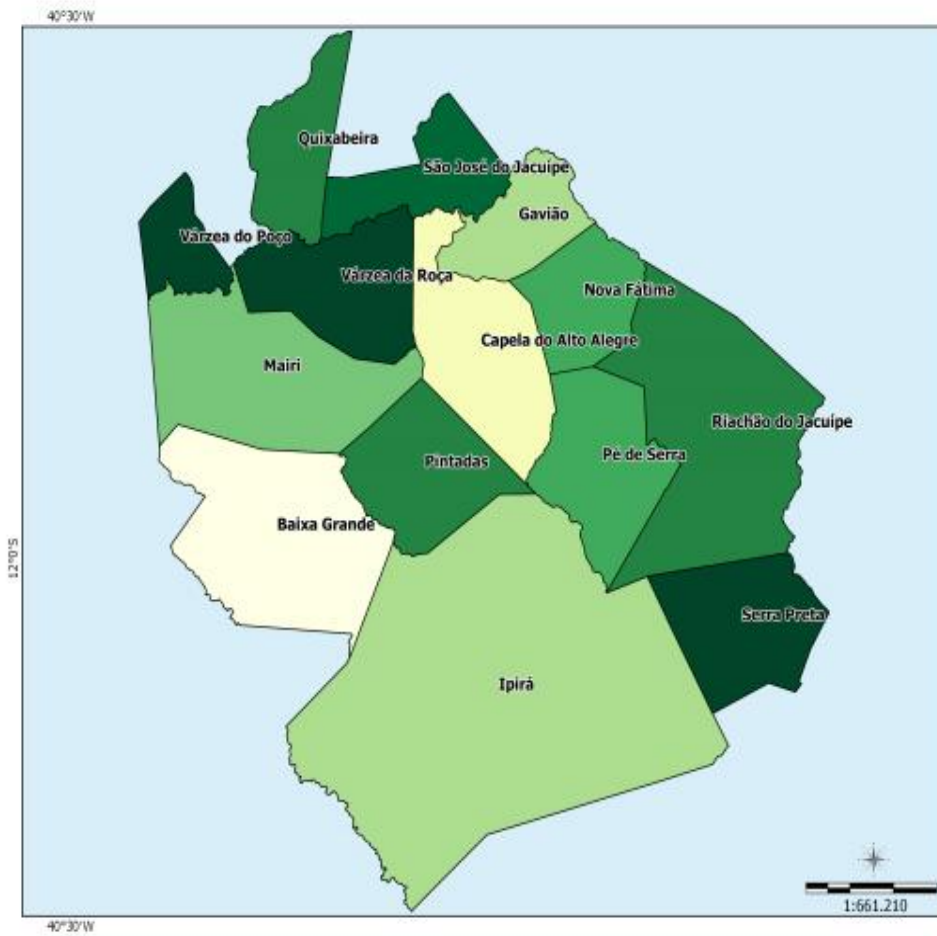 40°30'W
Quixabeira
São José do Jacuípe
Gavião
Várzea do Poço
Várzea da Roça
Nova Fátima
Capela do Alto Alegre
Mairi
Riachão do Jacuípe
Pintadas
Pé de Serra
Baixa Grande
12°0'S
Serra Preta
Ipirá
1:661.210
40°30'W